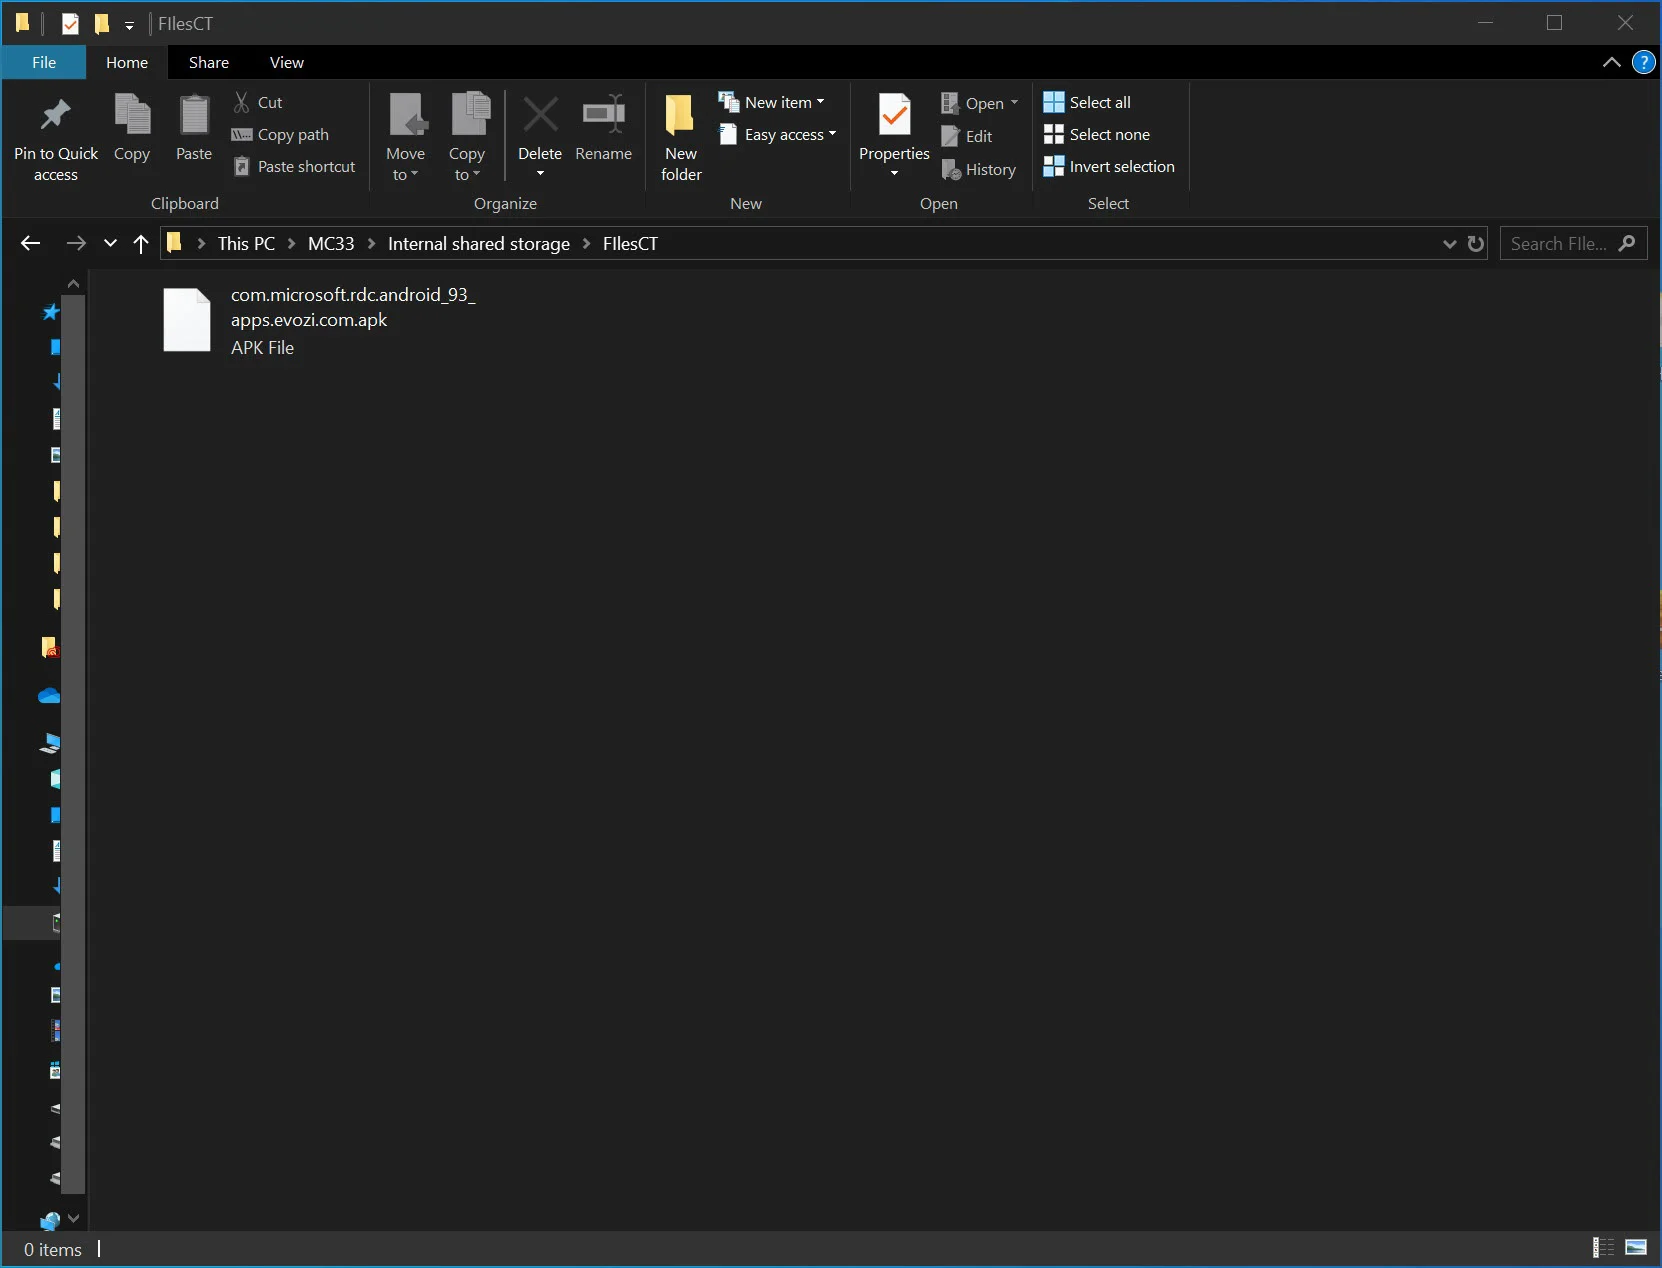 FIlesCT
File
Home
Share
View
?
Pin to Quick
access
Copy
Paste
Cut
Copy path
Paste shortcut
Clipboard
Move
to
Copy
to
Delete
Rename
Organize
New
folder
New item
Easy access
New
Properties
Open
Edit
History
Open
Select all
Select none
Invert selection
Select
This PC
MC33
Internal shared storage
FIlesCT
Search FIle...
com.microsoft.rdc.android_93_
apps.evozi.com.apk
APK File
0 items